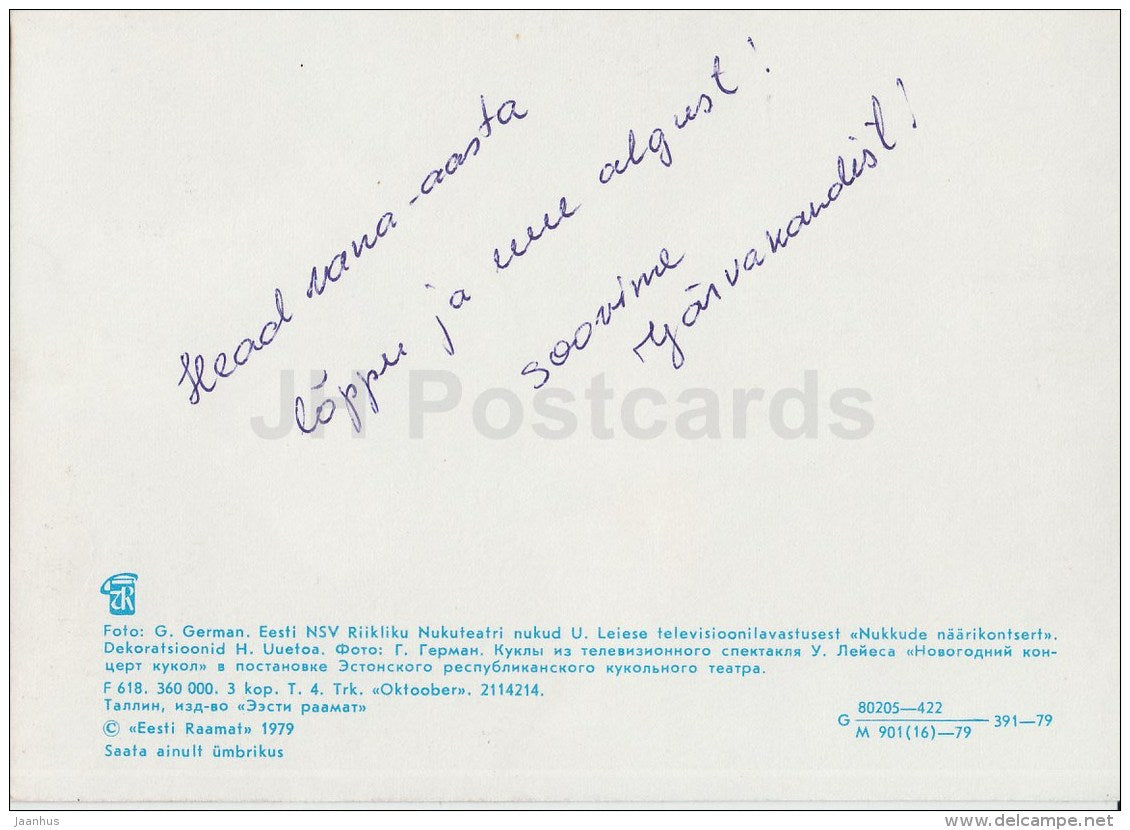 Head vana-aasta
lõppu ja uue algust!
soovime
Järvakandist!
JH Postcards
Foto: G. German. Eesti NSV Riikliku Nukuteatri nukud U. Leiese televisioonilavastusest «Nukkude näärikontsert».
Dekoratsioonid H. Uuetoa. Фото: Г. Герман. Куклы из телевизионного спектакля У. Лейеса «Новогодний кон-
церт кукол» в постановке Эстонского республиканского кукольного театра.
F 618. 360 000. 3 kop. T. 4. Trk. «Oktoober». 2114214.
Таллин, изд-во «Ээсти раамат»
© «Eesti Raamat» 1979
Saata ainult ümbrikus
80205—422
G 391—79
M 901(16)—79
Jaanhus
delcampe.net